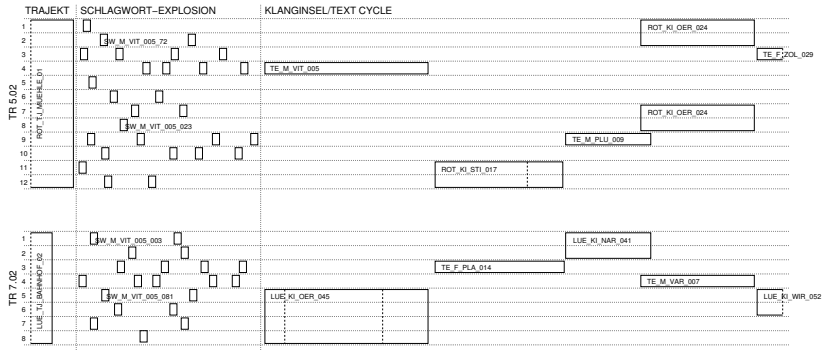 TRAJEKT SCHLAGWORT–EXPLOSION KLANGINSEL/TEXT CYCLE
TR 5.02
ROT_TJ_MUEHLE_01
1 ROT_KI_OER_024
2 SW_M_VIT_005_72
3 TE_F_ZOL_029
4 TE_M_VIT_005
5
6
7 ROT_KI_OER_024
8 SW_M_VIT_005_023
9 TE_M_PLU_009
10
11 ROT_KI_STI_017
12
TR 7.02
LUE_TJ_BAHNHOF_02
1 SW_M_VIT_005_003 LUE_KI_NAR_041
2
3 TE_F_PLA_014
4 TE_M_VAR_007
5 SW_M_VIT_005_081 LUE_KI_OER_045 LUE_KI_WIR_052
6
7
8